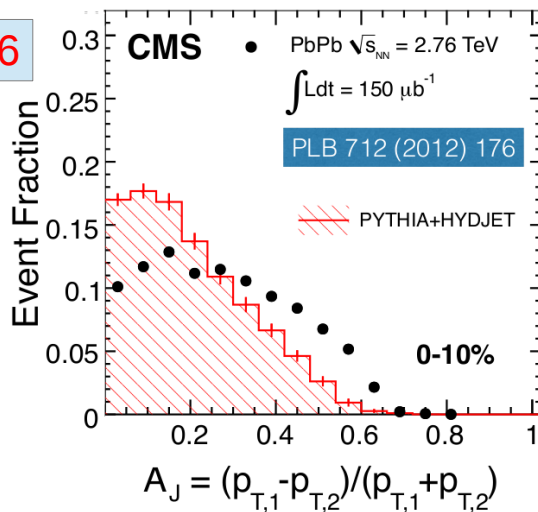 6
CMS
PbPb √s_NN = 2.76 TeV
∫Ldt = 150 μb⁻¹
PLB 712 (2012) 176
PYTHIA+HYDJET
0-10%
Event Fraction
0.3
0.25
0.2
0.15
0.1
0.05
0
0.2 0.4 0.6 0.8 1
A_J = (p_T,1-p_T,2)/(p_T,1+p_T,2)